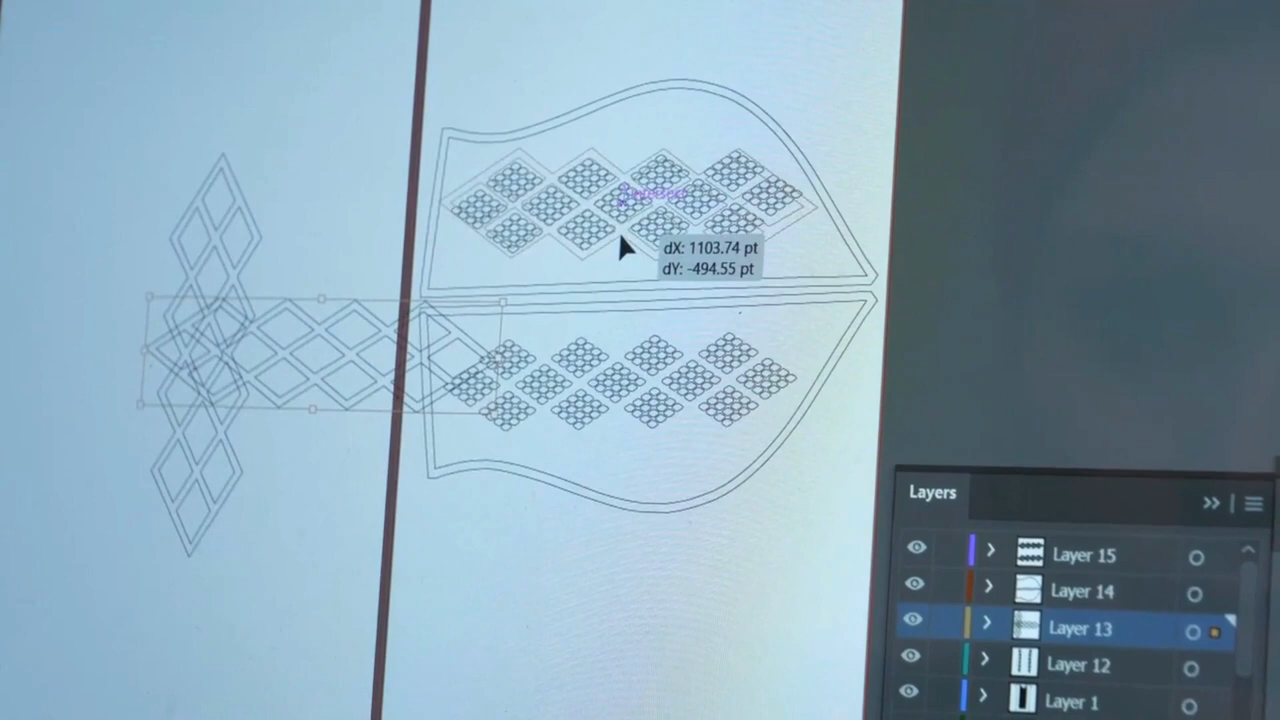 dX: 1103.74 pt
dY: -494.55 pt
Layers
Layer 15
Layer 14
Layer 13
Layer 12
Layer 1